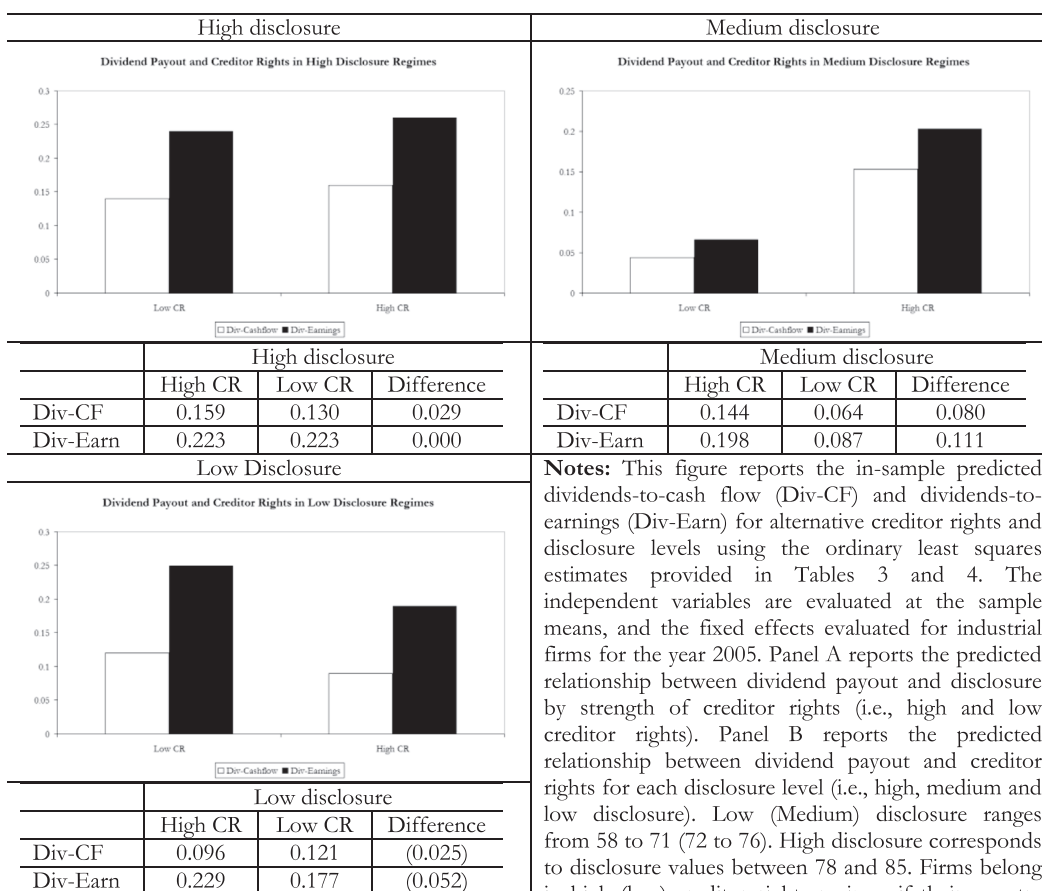 High disclosure
Dividend Payout and Creditor Rights in High Disclosure Regimes
0.3
0.25
0.2
0.15
0.1
0.05
0
Low CR High CR
Div-Cashflow Div-Earnings
High disclosure
High CR Low CR Difference
Div-CF 0.159 0.130 0.029
Div-Earn 0.223 0.223 0.000
Medium disclosure
Dividend Payout and Creditor Rights in Medium Disclosure Regimes
0.25
0.2
0.15
0.1
0.05
0
Low CR High CR
Div-Cashflow Div-Earnings
Medium disclosure
High CR Low CR Difference
Div-CF 0.144 0.064 0.080
Div-Earn 0.198 0.087 0.111
Low Disclosure
Dividend Payout and Creditor Rights in Low Disclosure Regimes
0.3
0.25
0.2
0.15
0.1
0.05
0
Low CR High CR
Div-Cashflow Div-Earnings
Low disclosure
High CR Low CR Difference
Div-CF 0.096 0.121 (0.025)
Div-Earn 0.229 0.177 (0.052)
Notes: This figure reports the in-sample predicted
dividends-to-cash flow (Div-CF) and dividends-to-
earnings (Div-Earn) for alternative creditor rights and
disclosure levels using the ordinary least squares
estimates provided in Tables 3 and 4. The
independent variables are evaluated at the sample
means, and the fixed effects evaluated for industrial
firms for the year 2005. Panel A reports the predicted
relationship between dividend payout and disclosure
by strength of creditor rights (i.e., high and low
creditor rights). Panel B reports the predicted
relationship between dividend payout and creditor
rights for each disclosure level (i.e., high, medium and
low disclosure). Low (Medium) disclosure ranges
from 58 to 71 (72 to 76). High disclosure corresponds
to disclosure values between 78 and 85. Firms belong